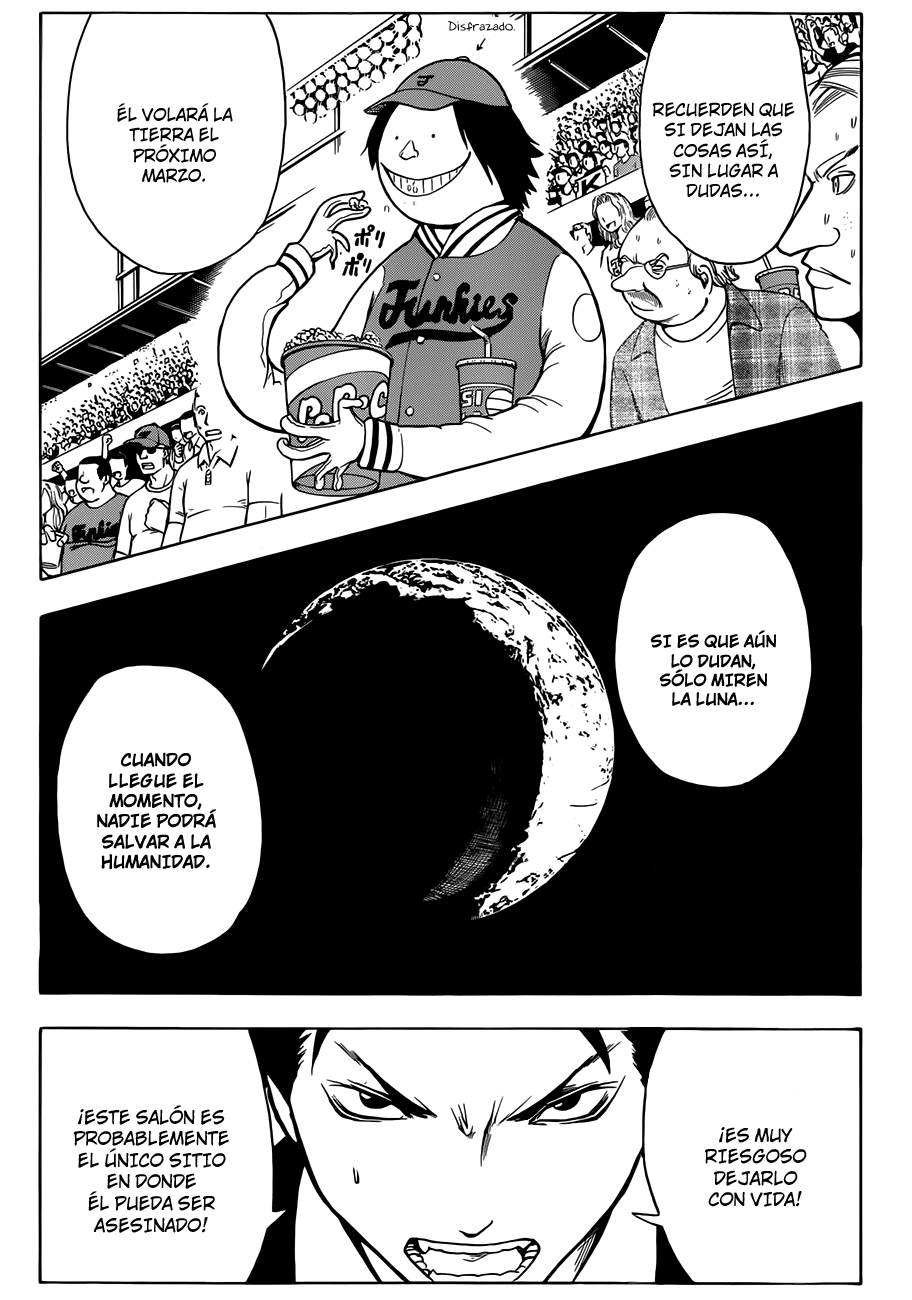 Disfrazado.
RECUERDEN QUE
SI DEJAN LAS
COSAS ASÍ,
SIN LUGAR A
DUDAS...
ÉL VOLARÁ LA
TIERRA EL
PRÓXIMO
MARZO.
J
ポリ
ポリ
Funkies
SI
K
Funkies
SI ES QUE AÚN
LO DUDAN,
SÓLO MIREN
LA LUNA...
CUANDO
LLEGUE EL
MOMENTO,
NADIE PODRÁ
SALVAR A LA
HUMANIDAD.
¡ES MUY
RIESGOSO
DEJARLO
CON VIDA!
¡ESTE SALÓN ES
PROBABLEMENTE
EL ÚNICO SITIO
EN DONDE
ÉL PUEDA SER
ASESINADO!